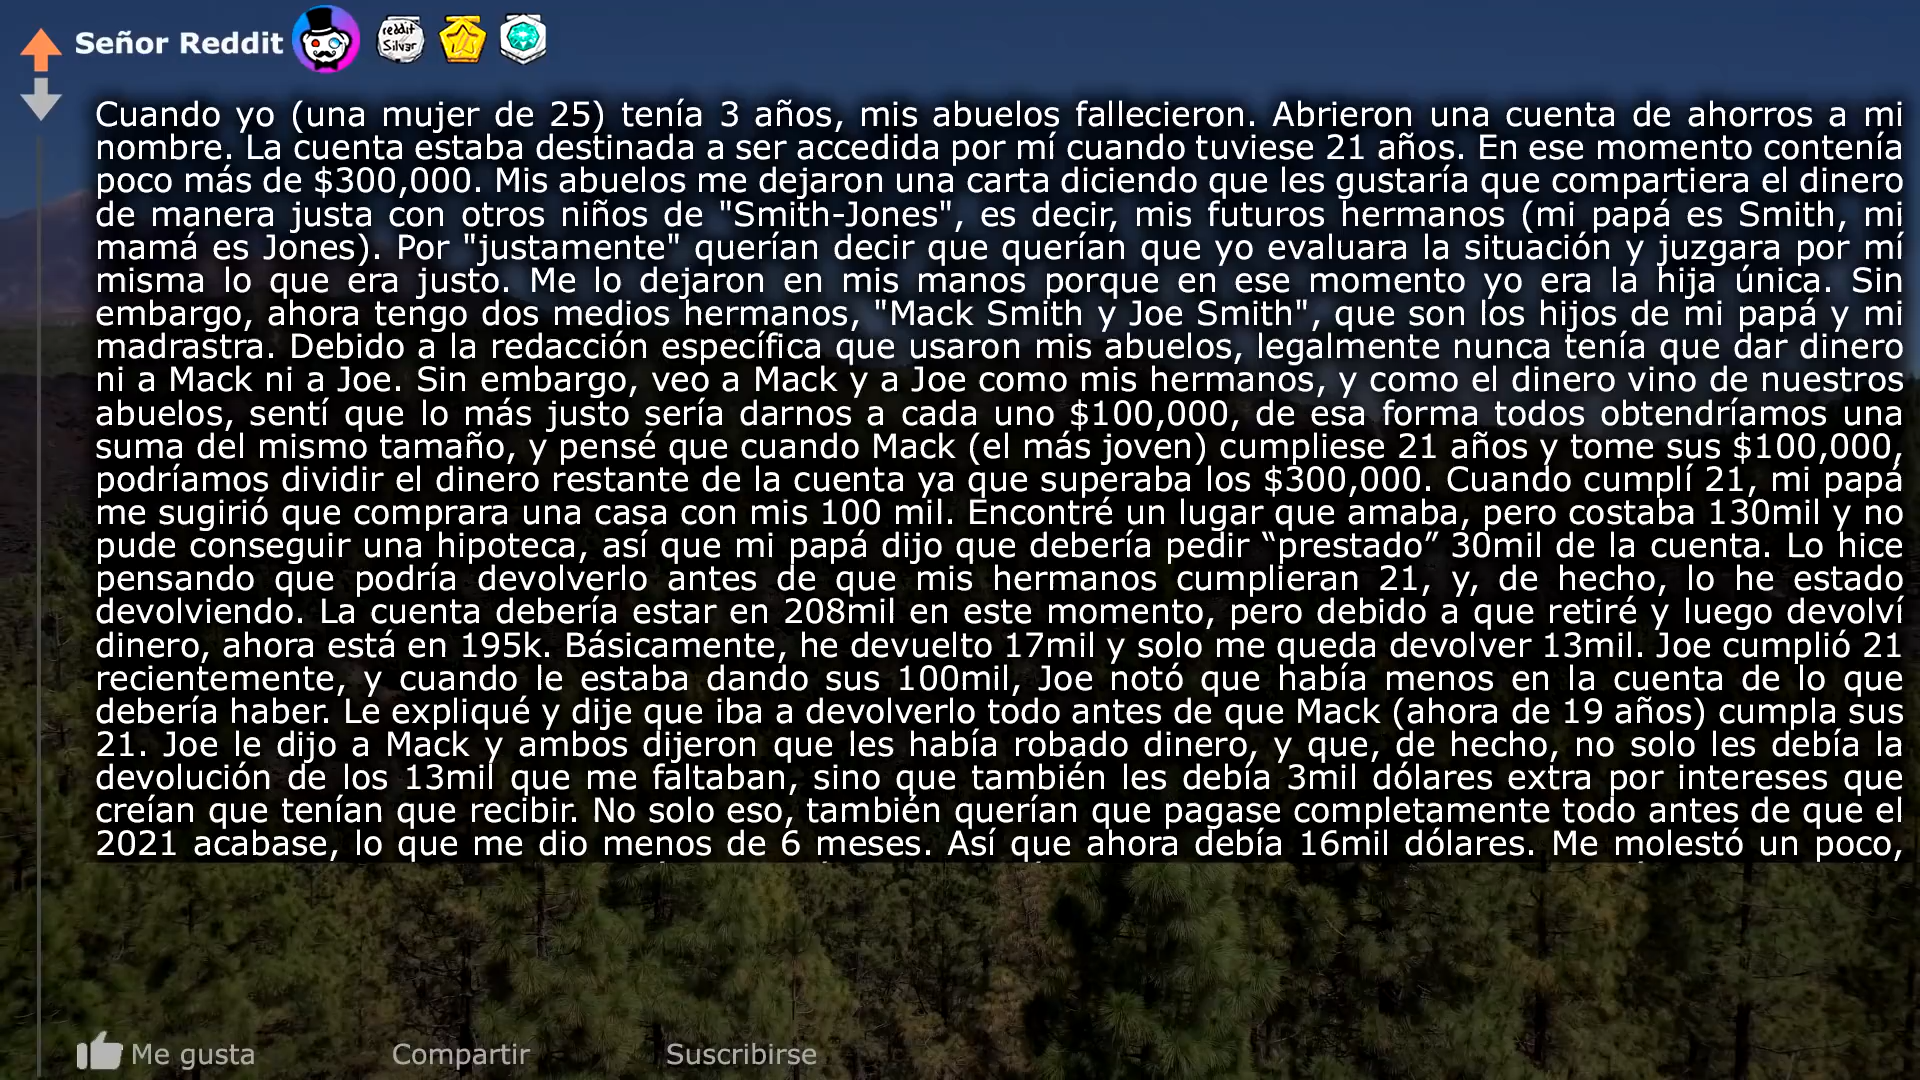 Señor Reddit
reddit
Silvər
Cuando yo (una mujer de 25) tenía 3 años, mis abuelos fallecieron. Abrieron una cuenta de ahorros a mi
nombre. La cuenta estaba destinada a ser accedida por mí cuando tuviese 21 años. En ese momento contenía
poco más de $300,000. Mis abuelos me dejaron una carta diciendo que les gustaría que compartiera el dinero
de manera justa con otros niños de "Smith-Jones", es decir, mis futuros hermanos (mi papá es Smith, mi
mamá es Jones). Por "justamente" querían decir que querían que yo evaluara la situación y juzgara por mí
misma lo que era justo. Me lo dejaron en mis manos porque en ese momento yo era la hija única. Sin
embargo, ahora tengo dos medios hermanos, "Mack Smith y Joe Smith", que son los hijos de mi papá y mi
madrastra. Debido a la redacción específica que usaron mis abuelos, legalmente nunca tenía que dar dinero
ni a Mack ni a Joe. Sin embargo, veo a Mack y a Joe como mis hermanos, y como el dinero vino de nuestros
abuelos, sentí que lo más justo sería darnos a cada uno $100,000, de esa forma todos obtendríamos una
suma del mismo tamaño, y pensé que cuando Mack (el más joven) cumpliese 21 años y tome sus $100,000,
podríamos dividir el dinero restante de la cuenta ya que superaba los $300,000. Cuando cumplí 21, mi papá
me sugirió que comprara una casa con mis 100 mil. Encontré un lugar que amaba, pero costaba 130mil y no
pude conseguir una hipoteca, así que mi papá dijo que debería pedir “prestado” 30mil de la cuenta. Lo hice
pensando que podría devolverlo antes de que mis hermanos cumplieran 21, y, de hecho, lo he estado
devolviendo. La cuenta debería estar en 208mil en este momento, pero debido a que retiré y luego devolví
dinero, ahora está en 195k. Básicamente, he devuelto 17mil y solo me queda devolver 13mil. Joe cumplió 21
recientemente, y cuando le estaba dando sus 100mil, Joe notó que había menos en la cuenta de lo que
debería haber. Le expliqué y dije que iba a devolverlo todo antes de que Mack (ahora de 19 años) cumpla sus
21. Joe le dijo a Mack y ambos dijeron que les había robado dinero, y que, de hecho, no solo les debía la
devolución de los 13mil que me faltaban, sino que también les debía 3mil dólares extra por intereses que
creían que tenían que recibir. No solo eso, también querían que pagase completamente todo antes de que el
2021 acabase, lo que me dio menos de 6 meses. Así que ahora debía 16mil dólares. Me molestó un poco,
Me gusta
Compartir
Suscribirse